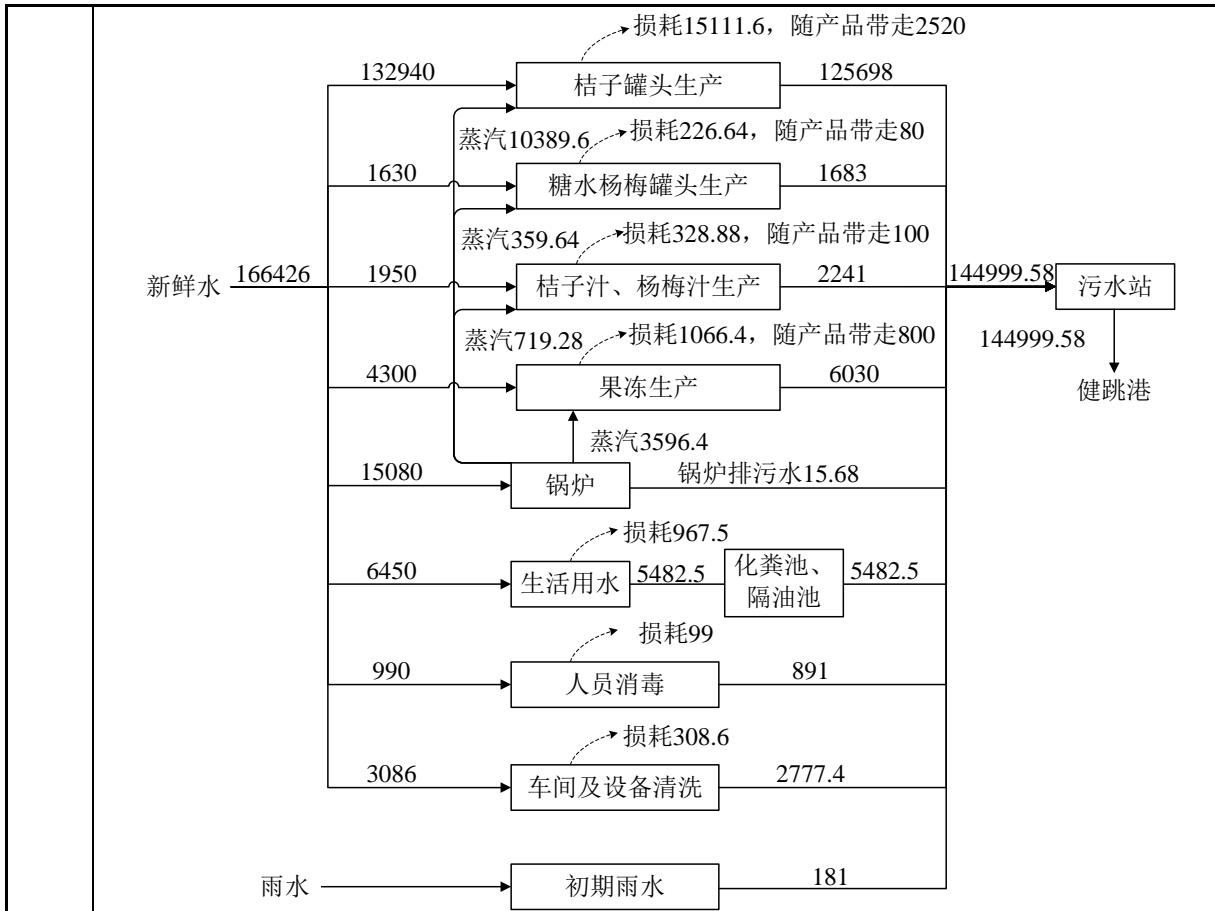 损耗15111.6，随产品带走2520
132940
桔子罐头生产
125698
蒸汽10389.6
损耗226.64，随产品带走80
1630
糖水杨梅罐头生产
1683
蒸汽359.64
损耗328.88，随产品带走100
新鲜水
166426
1950
桔子汁、杨梅汁生产
2241
144999.58
污水站
蒸汽719.28
损耗1066.4，随产品带走800
144999.58
4300
果冻生产
6030
健跳港
蒸汽3596.4
15080
锅炉
锅炉排污水15.68
损耗967.5
6450
生活用水
5482.5
化粪池、
隔油池
5482.5
损耗99
990
人员消毒
891
损耗308.6
3086
车间及设备清洗
2777.4
雨水
初期雨水
181